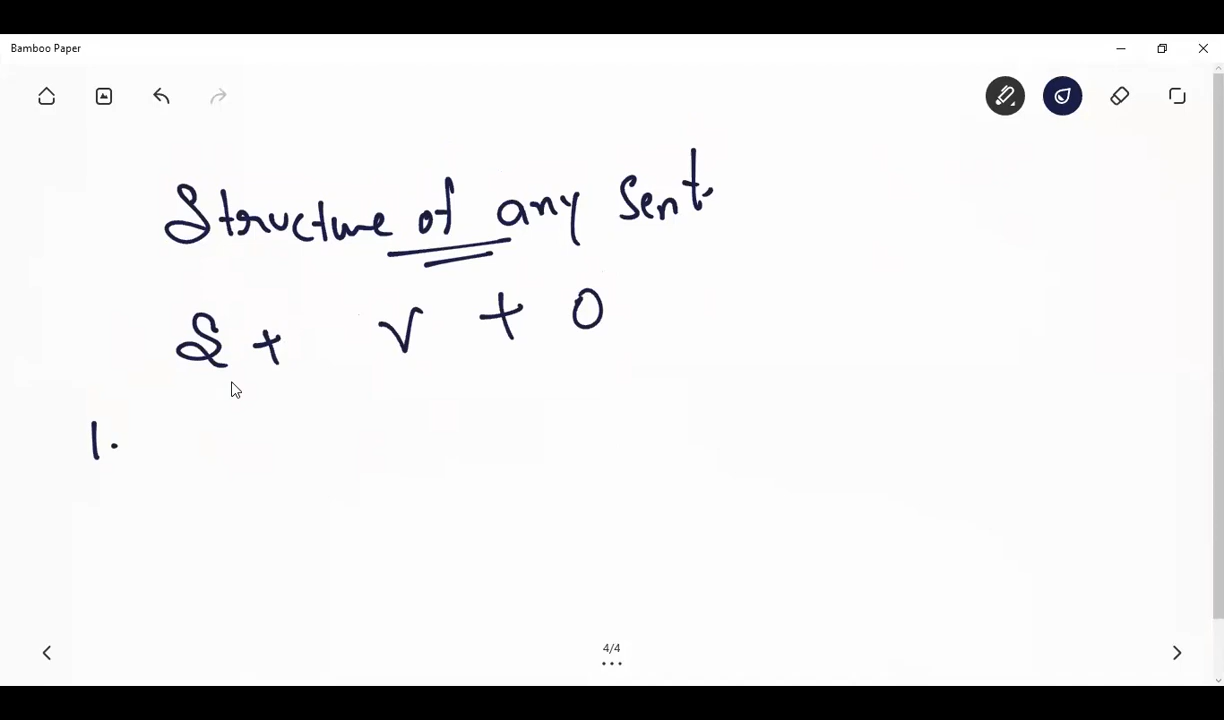 Bamboo Paper
Structure of any Sent.
S + V + O
1.
4/4